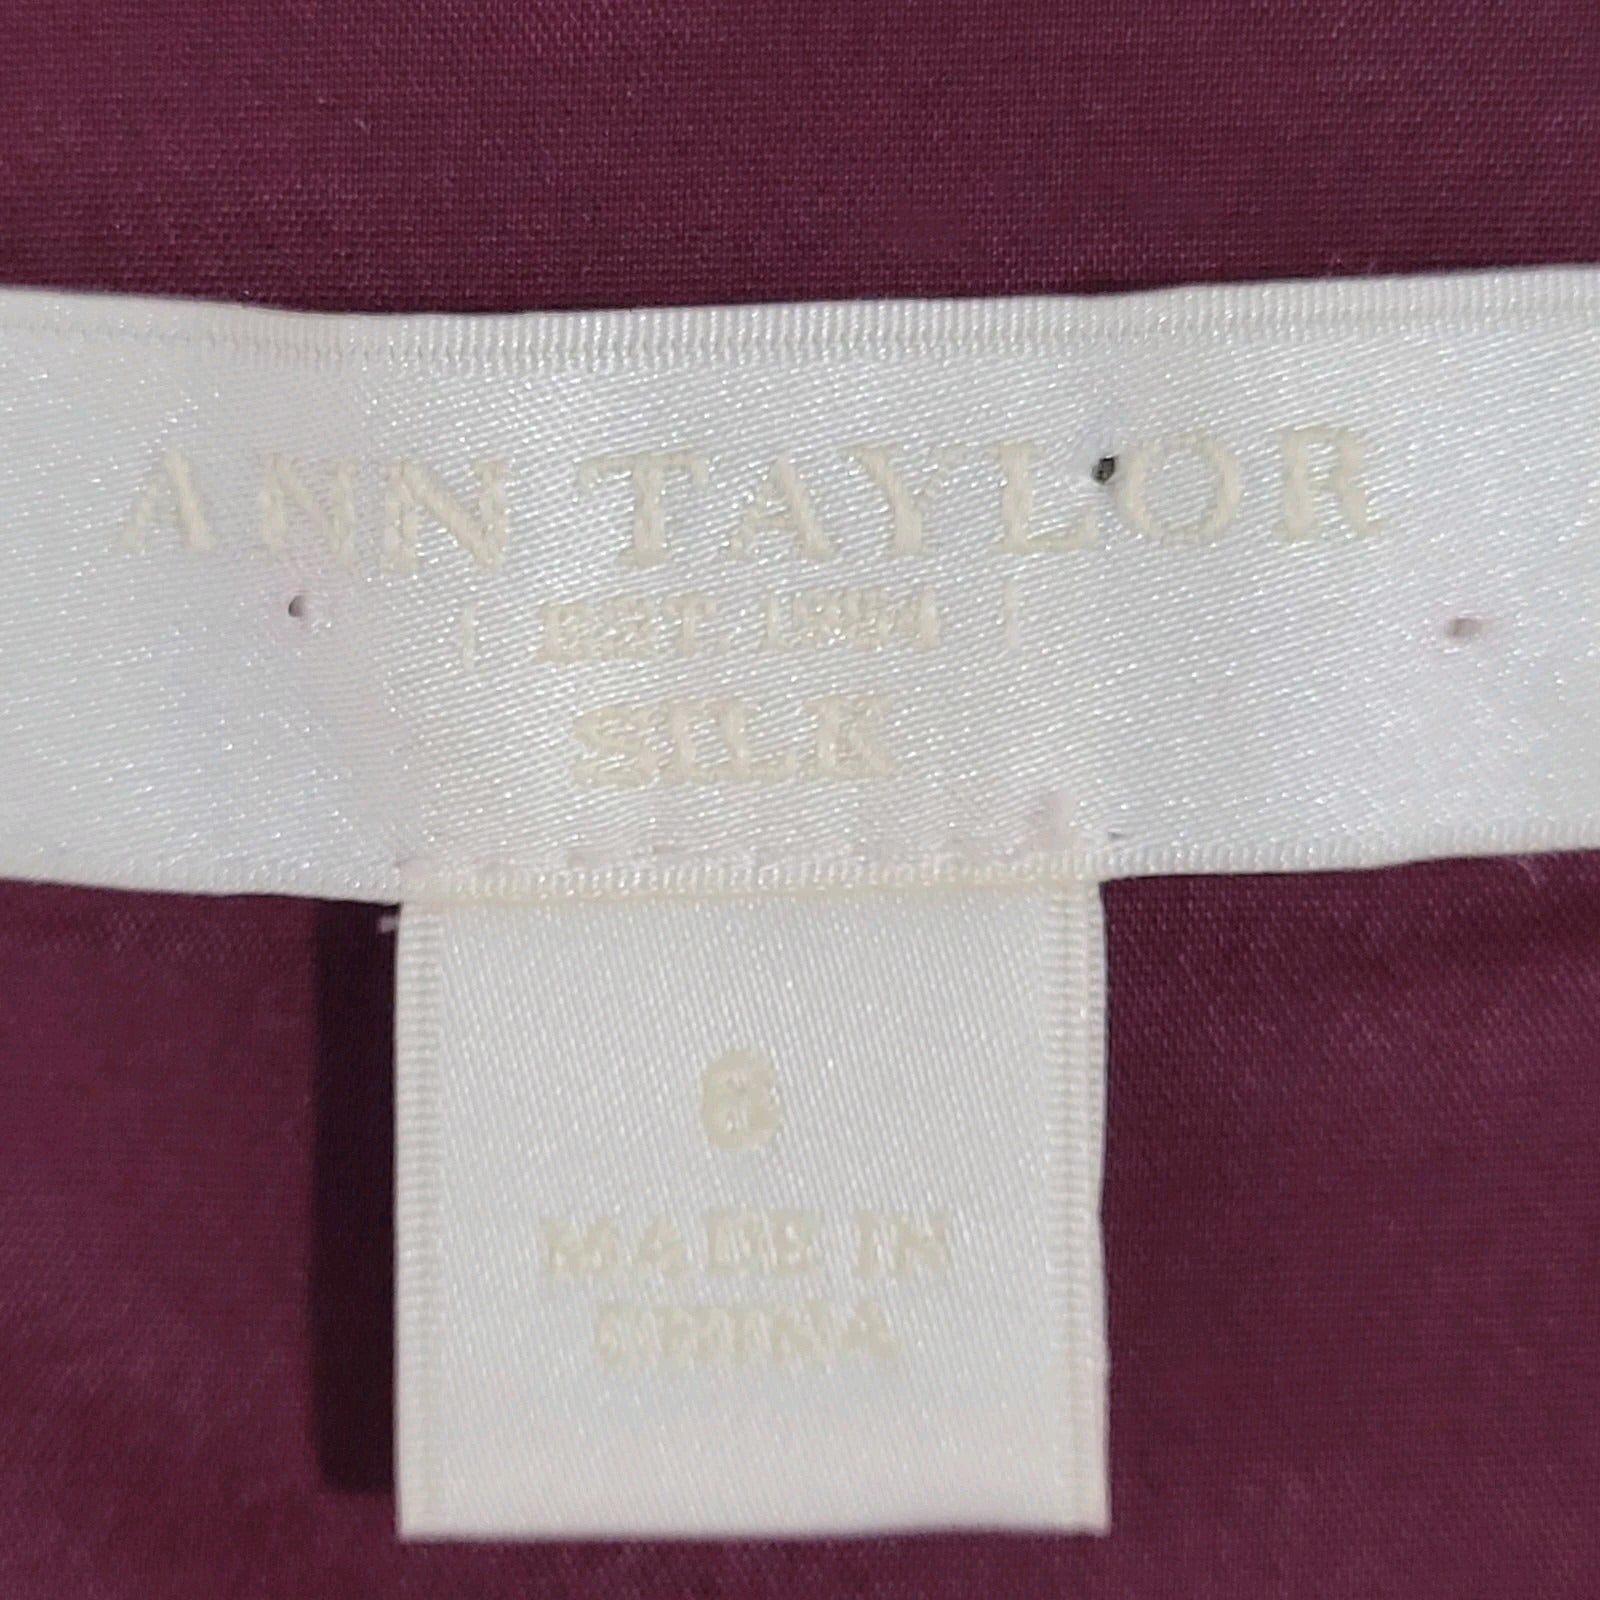 ANN TAYLOR
| EST. 1954 |
SILK
6
MADE IN
CHINA